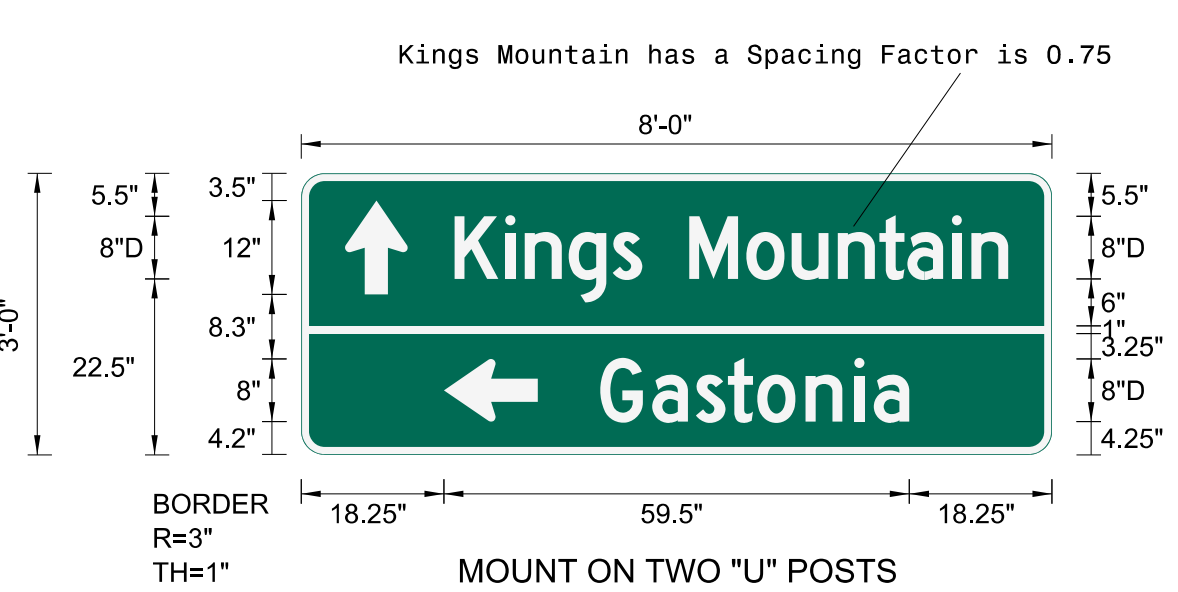 Kings Mountain has a Spacing Factor is 0.75
8'-0"
5.5"
3.5"
5.5"
Kings Mountain
8"D
12"
8"D
6"
3'-0"
8.3"
1"
3.25"
22.5"
8"
Gastonia
8"D
4.2"
4.25"
18.25"
59.5"
18.25"
BORDER
R=3"
TH=1"
MOUNT ON TWO "U" POSTS